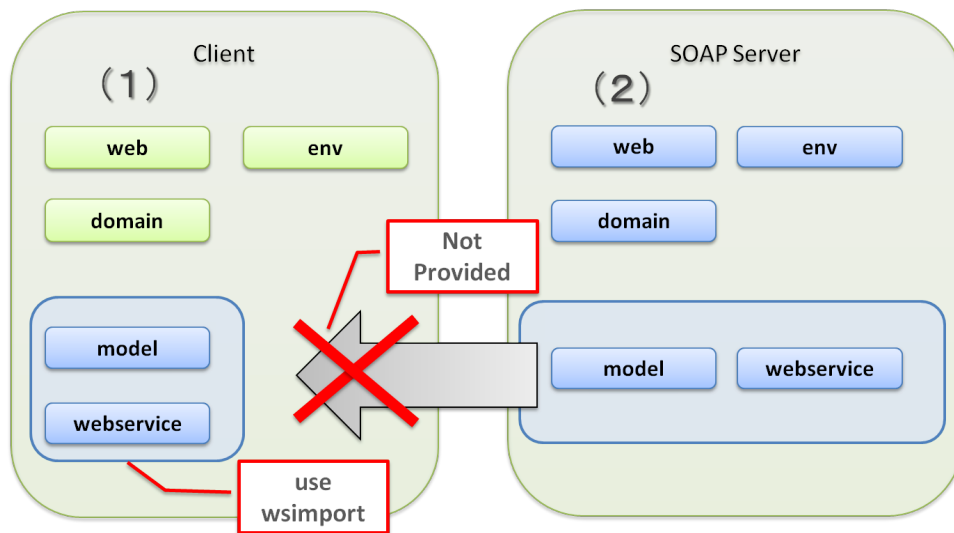 Client
(1)
web
env
domain
model
webservice
use
wsimport
Not
Provided
SOAP Server
(2)
web
env
domain
model
webservice